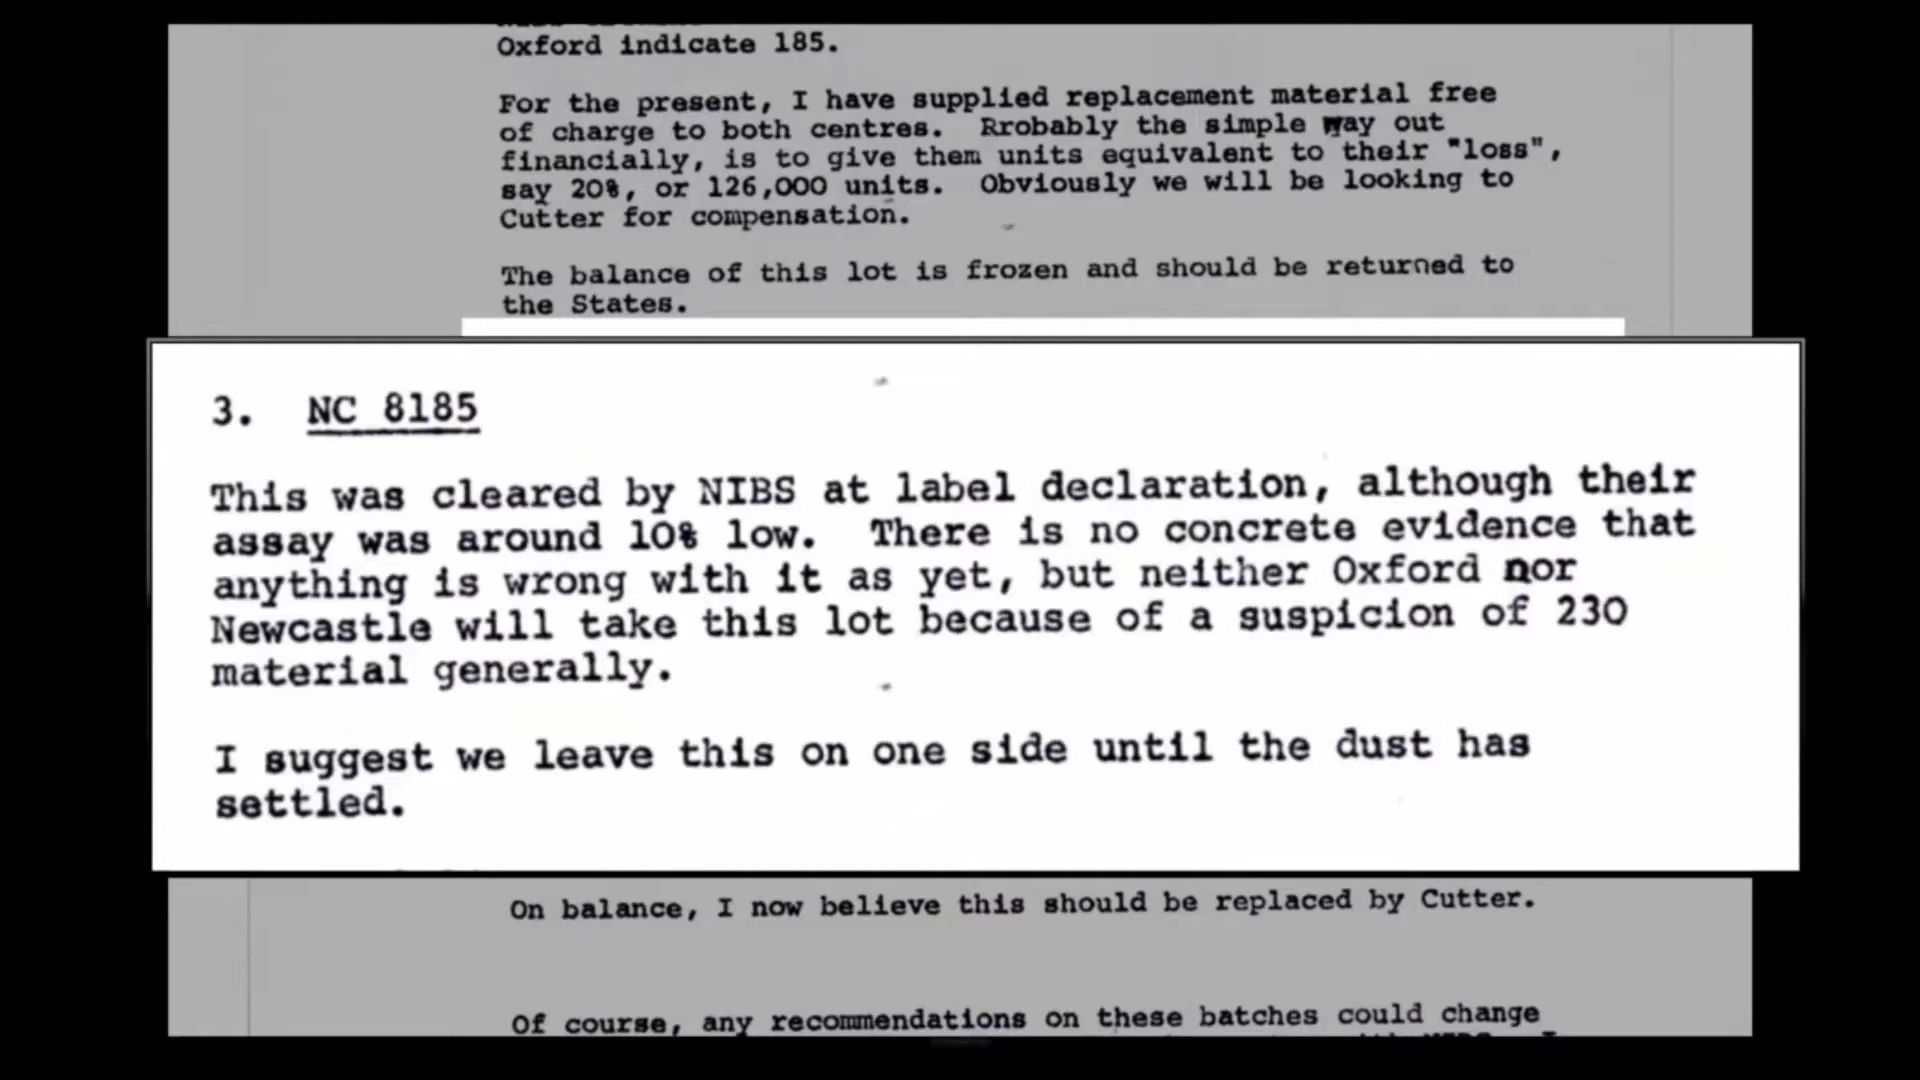 Oxford indicate 185.
For the present, I have supplied replacement material free
of charge to both centres. Rrobably the simple way out
financially, is to give them units equivalent to their "loss",
say 20%, or 126,000 units. Obviously we will be looking to
Cutter for compensation.
The balance of this lot is frozen and should be returned to
the States.
3. NC 8185
This was cleared by NIBS at label declaration, although their
assay was around 10% low. There is no concrete evidence that
anything is wrong with it as yet, but neither Oxford nor
Newcastle will take this lot because of a suspicion of 230
material generally.
I suggest we leave this on one side until the dust has
settled.
On balance, I now believe this should be replaced by Cutter.
Of course, any recommendations on these batches could change